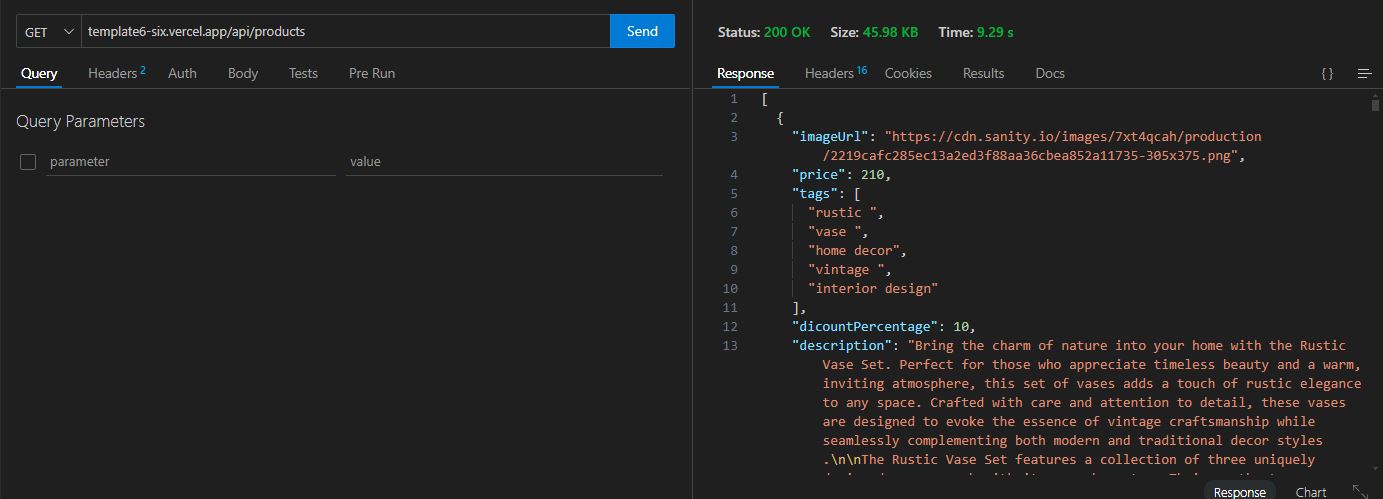 GET template6-six.vercel.app/api/products Send
Query Headers 2 Auth Body Tests Pre Run
Query Parameters
parameter value
Status: 200 OK Size: 45.98 KB Time: 9.29 s
Response Headers 16 Cookies Results Docs { }
1 [
2 {
3 "imageUrl": "https://cdn.sanity.io/images/7xt4qcah/production
/2219cafc285ec13a2ed3f88aa36cbea852a11735-305x375.png",
4 "price": 210,
5 "tags": [
6 "rustic ",
7 "vase ",
8 "home decor",
9 "vintage ",
10 "interior design"
11 ],
12 "dicountPercentage": 10,
13 "description": "Bring the charm of nature into your home with the Rustic
Vase Set. Perfect for those who appreciate timeless beauty and a warm,
inviting atmosphere, this set of vases adds a touch of rustic elegance
to any space. Crafted with care and attention to detail, these vases
are designed to evoke the essence of vintage craftsmanship while
seamlessly complementing both modern and traditional decor styles
.\n\nThe Rustic Vase Set features a collection of three uniquely
Response Chart